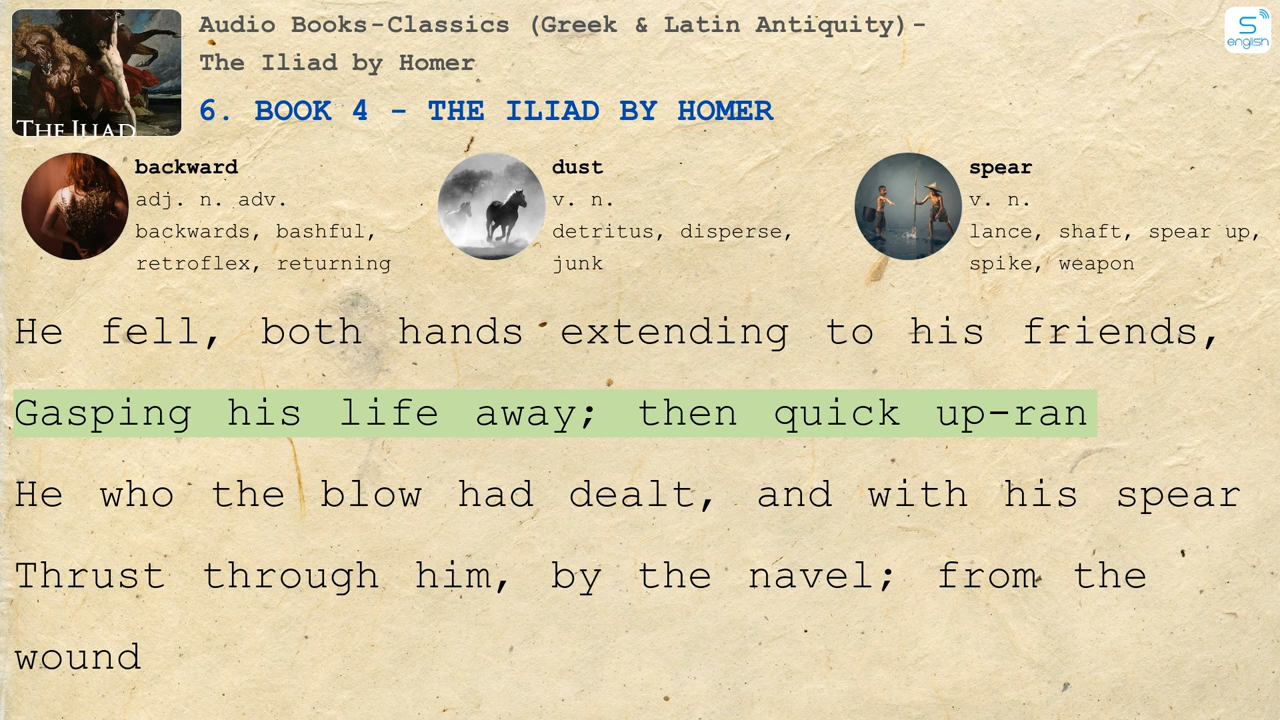 Audio Books-Classics (Greek & Latin Antiquity)-
The Iliad by Homer
6. BOOK 4 - THE ILIAD BY HOMER
THE ILIAD
S
english
backward
adj. n. adv.
backwards, bashful,
retroflex, returning
dust
v. n.
detritus, disperse,
junk
spear
v. n.
lance, shaft, spear up,
spike, weapon
He fell, both hands extending to his friends,
Gasping his life away; then quick up-ran
He who the blow had dealt, and with his spear
Thrust through him, by the navel; from the
wound